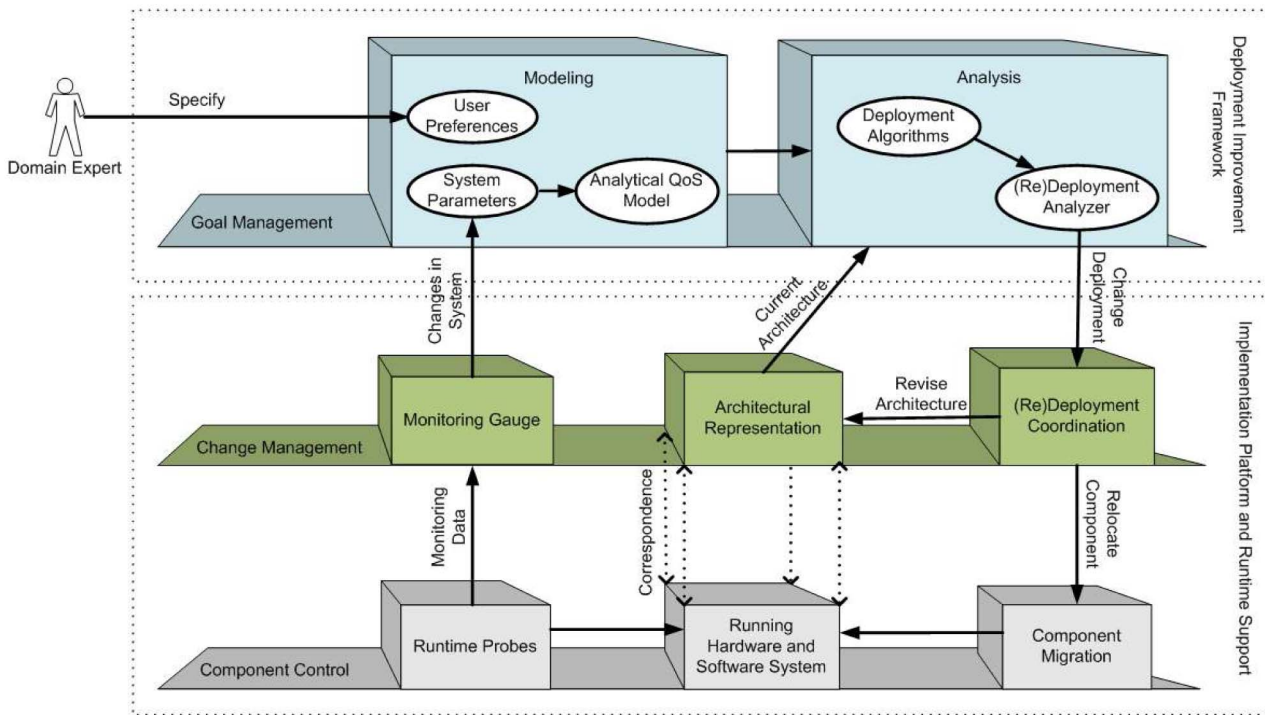 Deployment Improvement
Framework
Modeling
Analysis
Specify
User
Preferences
Deployment
Algorithms
Domain Expert
System
Parameters
Analytical QoS
Model
(Re)Deployment
Analyzer
Goal Management
Changes in
System
Current
Architecture
Change
Deployment
Implementation Platform and Runtime Support
Monitoring Gauge
Architectural
Representation
Revise
Architecture
(Re)Deployment
Coordination
Change Management
Monitoring
Data
Correspondence
Relocate
Component
Runtime Probes
Running
Hardware and
Software System
Component
Migration
Component Control